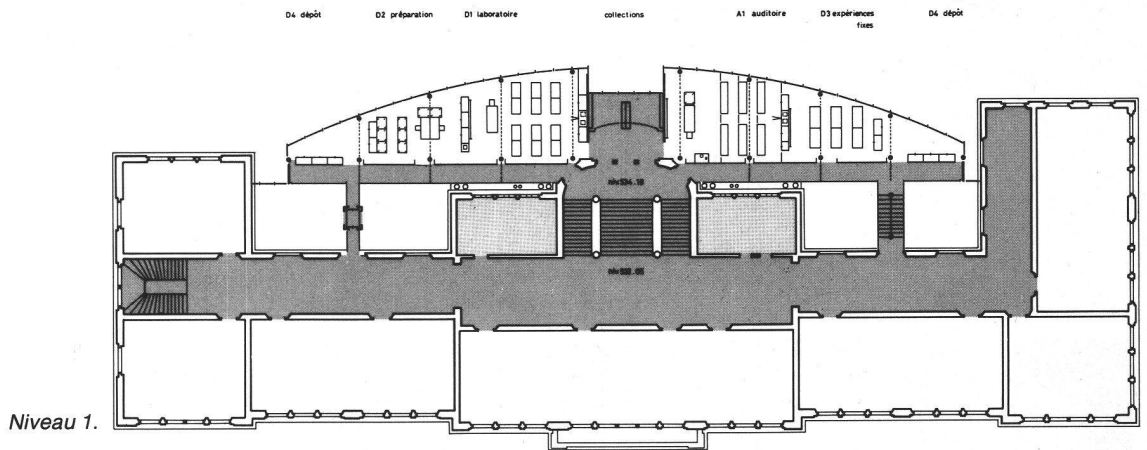 D4 dépôt
D2 préparation
D1 laboratoire
collections
A1 auditoire
D3 expériences
fixes
D4 dépôt
Niveau 1.